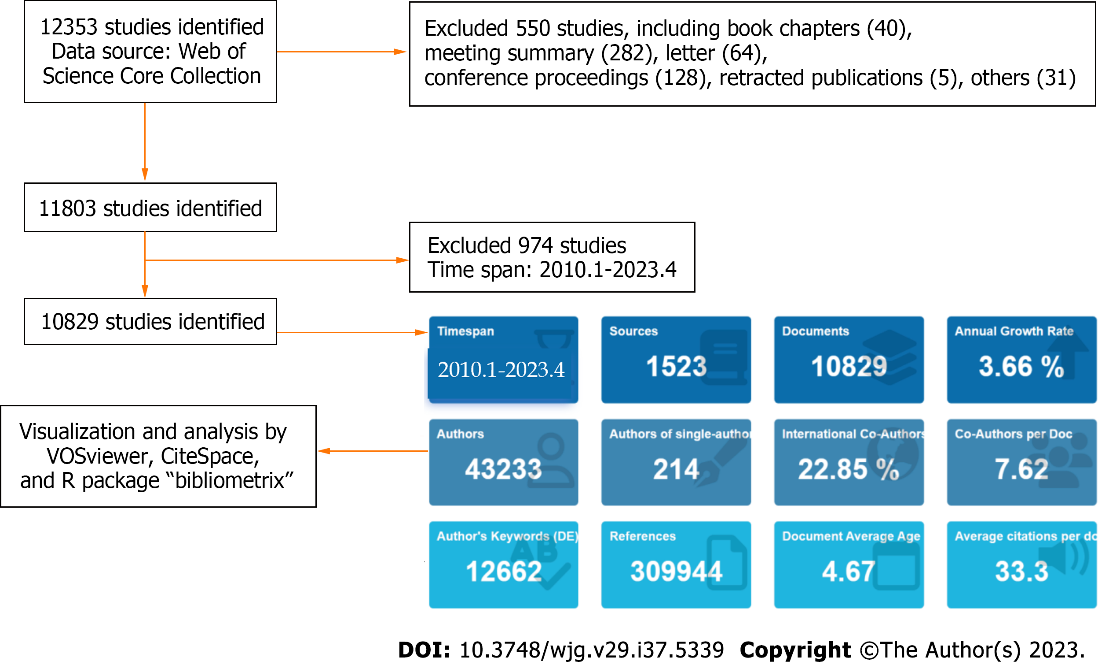 12353 studies identified
Data source: Web of
Science Core Collection
Excluded 550 studies, including book chapters (40),
meeting summary (282), letter (64),
conference proceedings (128), retracted publications (5), others (31)
11803 studies identified
Excluded 974 studies
Time span: 2010.1-2023.4
10829 studies identified
Timespan
2010.1-2023.4
Sources
1523
Documents
10829
Annual Growth Rate
3.66 %
Visualization and analysis by
VOSviewer, CiteSpace,
and R package “bibliometrix”
Authors
43233
Authors of single-author
214
International Co-Authors
22.85 %
Co-Authors per Doc
7.62
Author's Keywords (DE)
12662
References
309944
Document Average Age
4.67
Average citations per do
33.3
DOI: 10.3748/wjg.v29.i37.5339 Copyright ©The Author(s) 2023.